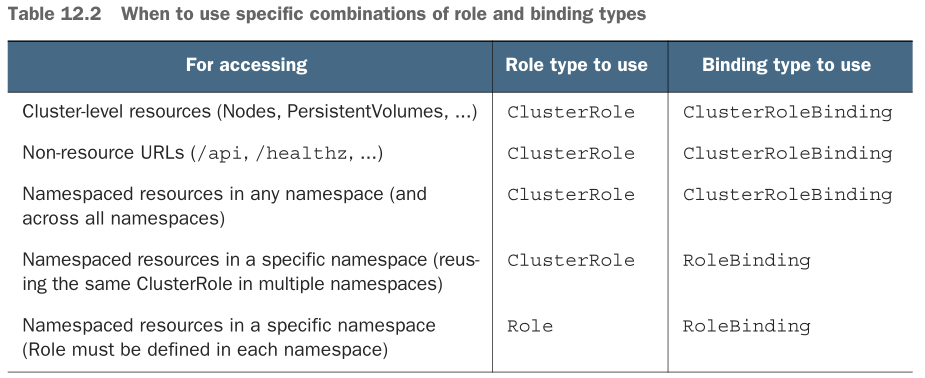 Table 12.2 When to use specific combinations of role and binding types
For accessing Role type to use Binding type to use
Cluster-level resources (Nodes, PersistentVolumes, ...) ClusterRole ClusterRoleBinding
Non-resource URLs (/api, /healthz, ...) ClusterRole ClusterRoleBinding
Namespaced resources in any namespace (and ClusterRole ClusterRoleBinding
across all namespaces)
Namespaced resources in a specific namespace (reus- ClusterRole RoleBinding
ing the same ClusterRole in multiple namespaces)
Namespaced resources in a specific namespace Role RoleBinding
(Role must be defined in each namespace)